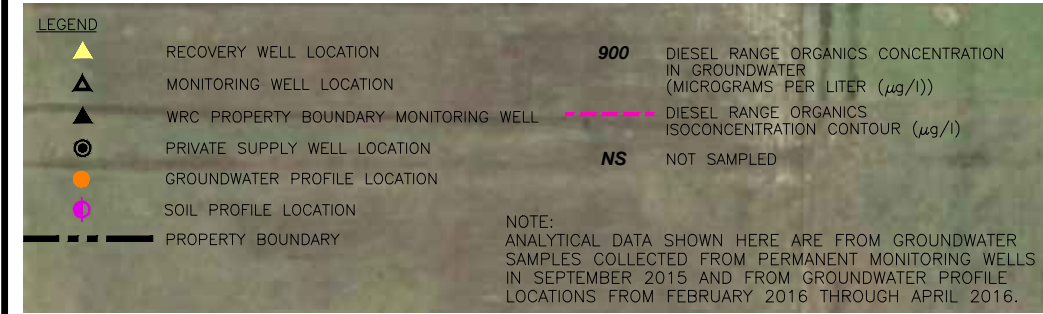 LEGEND
RECOVERY WELL LOCATION
MONITORING WELL LOCATION
WRC PROPERTY BOUNDARY MONITORING WELL
PRIVATE SUPPLY WELL LOCATION
GROUNDWATER PROFILE LOCATION
SOIL PROFILE LOCATION
PROPERTY BOUNDARY
900 DIESEL RANGE ORGANICS CONCENTRATION
IN GROUNDWATER
(MICROGRAMS PER LITER (μg/l))
DIESEL RANGE ORGANICS
ISOCONCENTRATION CONTOUR (μg/l)
NS NOT SAMPLED
NOTE:
ANALYTICAL DATA SHOWN HERE ARE FROM GROUNDWATER
SAMPLES COLLECTED FROM PERMANENT MONITORING WELLS
IN SEPTEMBER 2015 AND FROM GROUNDWATER PROFILE
LOCATIONS FROM FEBRUARY 2016 THROUGH APRIL 2016.